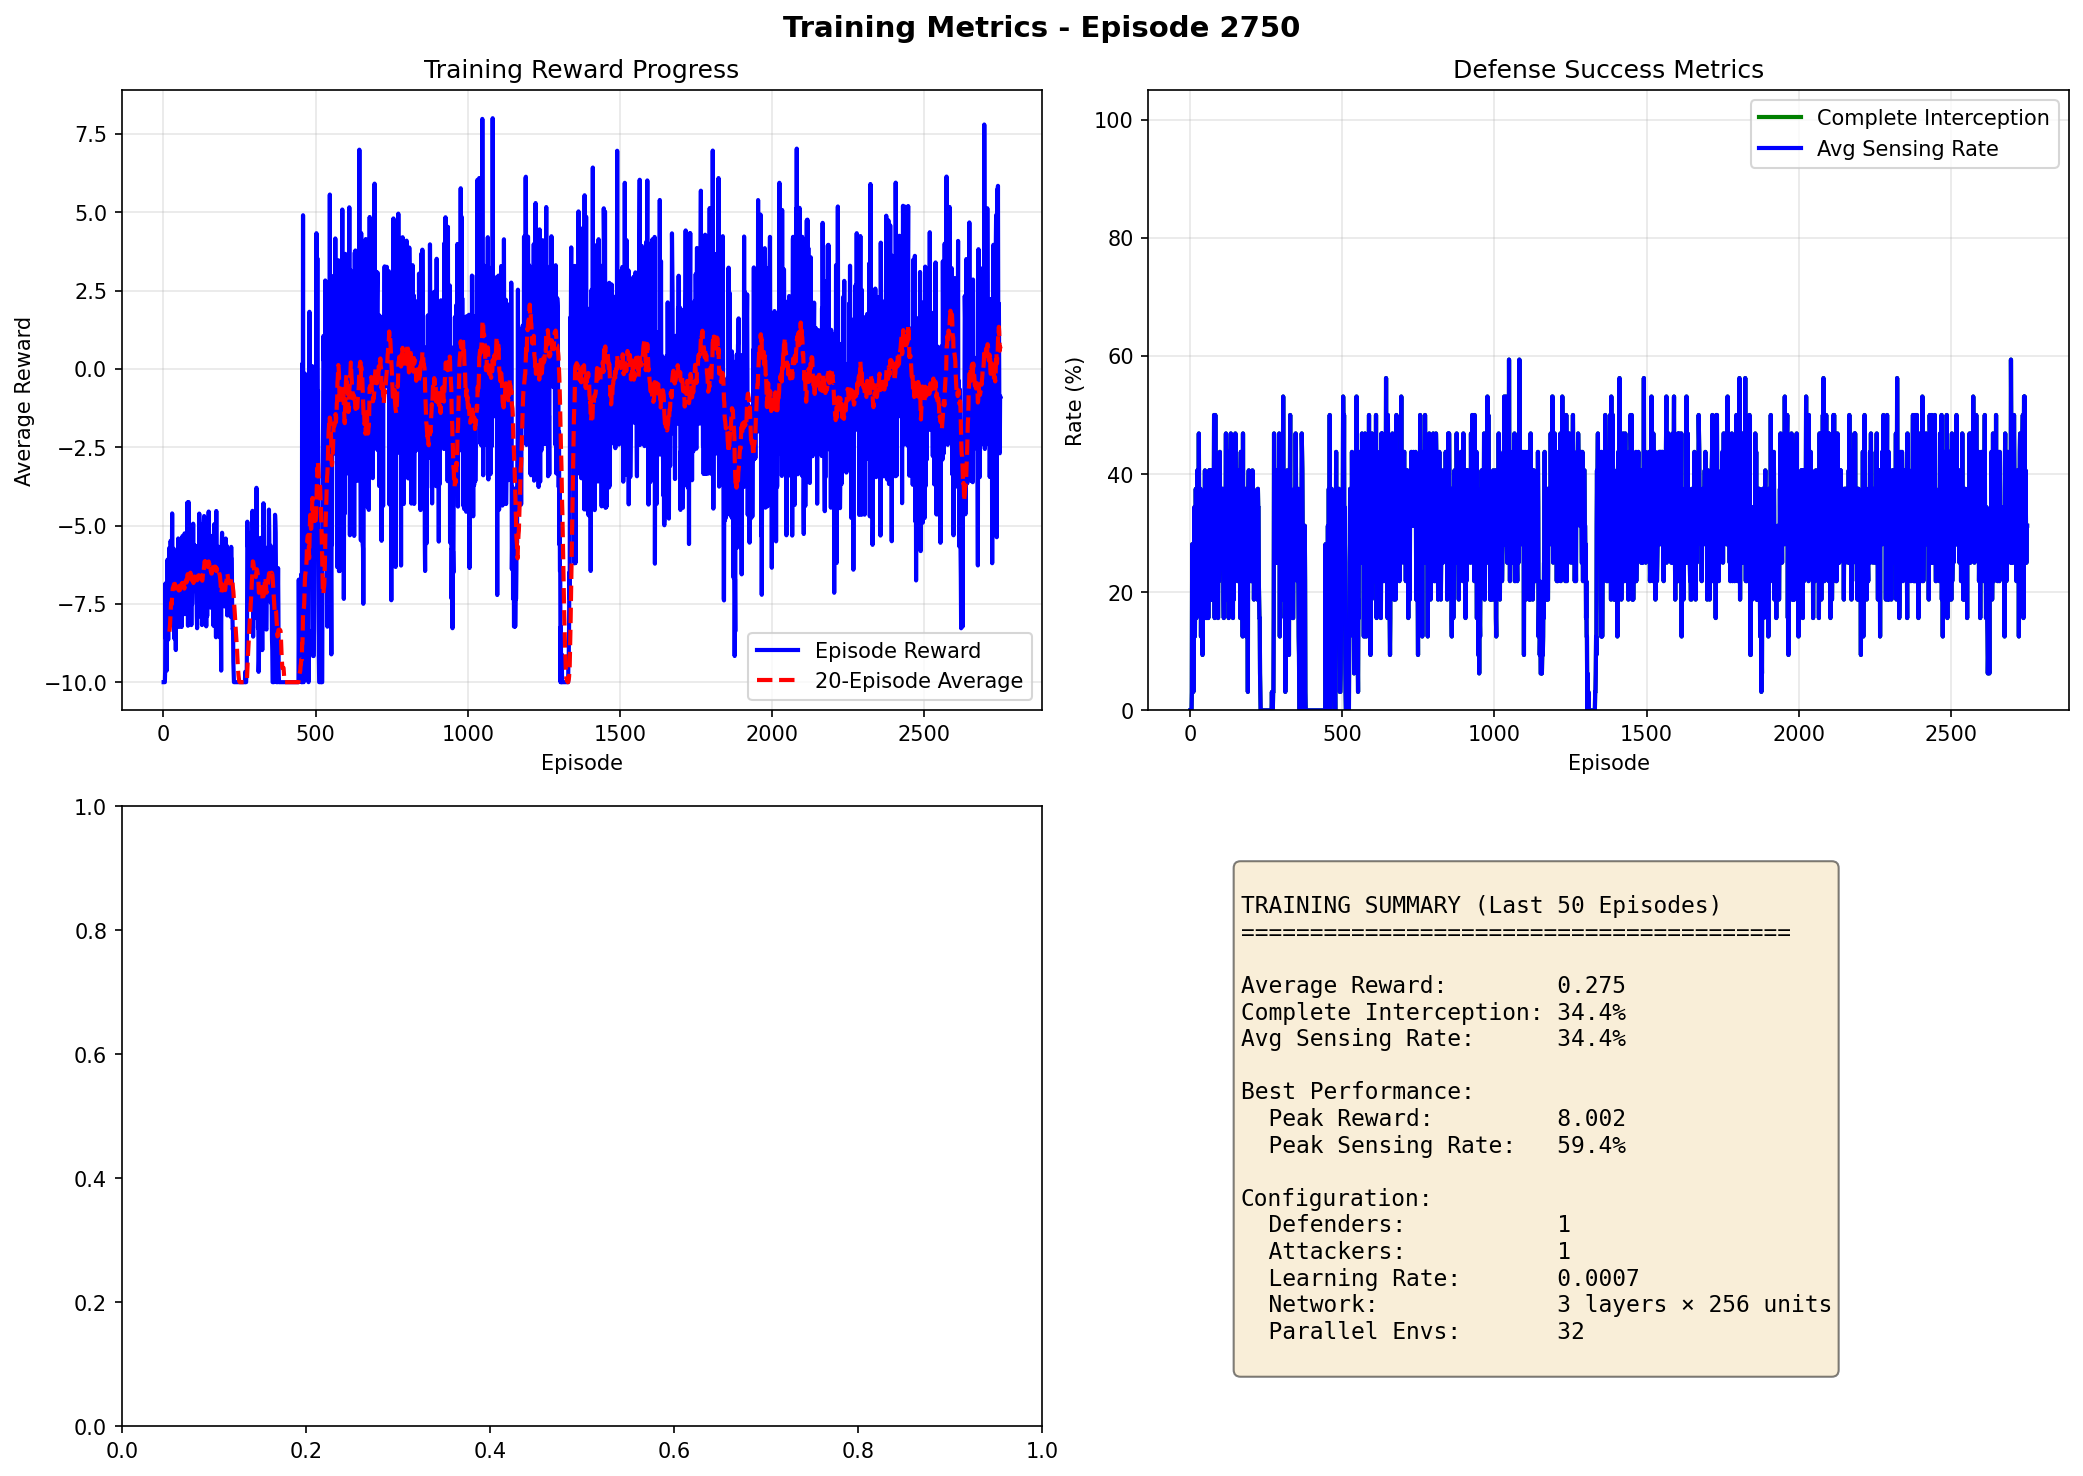 Training Metrics - Episode 2750
Training Reward Progress
Average Reward
7.5
5.0
2.5
0.0
−2.5
−5.0
−7.5
−10.0
Episode Reward
20-Episode Average
0 500 1000 1500 2000 2500
Episode
Defense Success Metrics
Rate (%)
100
80
60
40
20
0
Complete Interception
Avg Sensing Rate
0 500 1000 1500 2000 2500
Episode
1.0
0.8
0.6
0.4
0.2
0.0
0.0 0.2 0.4 0.6 0.8 1.0
TRAINING SUMMARY (Last 50 Episodes)
========================================
Average Reward: 0.275
Complete Interception: 34.4%
Avg Sensing Rate: 34.4%
Best Performance:
Peak Reward: 8.002
Peak Sensing Rate: 59.4%
Configuration:
Defenders: 1
Attackers: 1
Learning Rate: 0.0007
Network: 3 layers × 256 units
Parallel Envs: 32